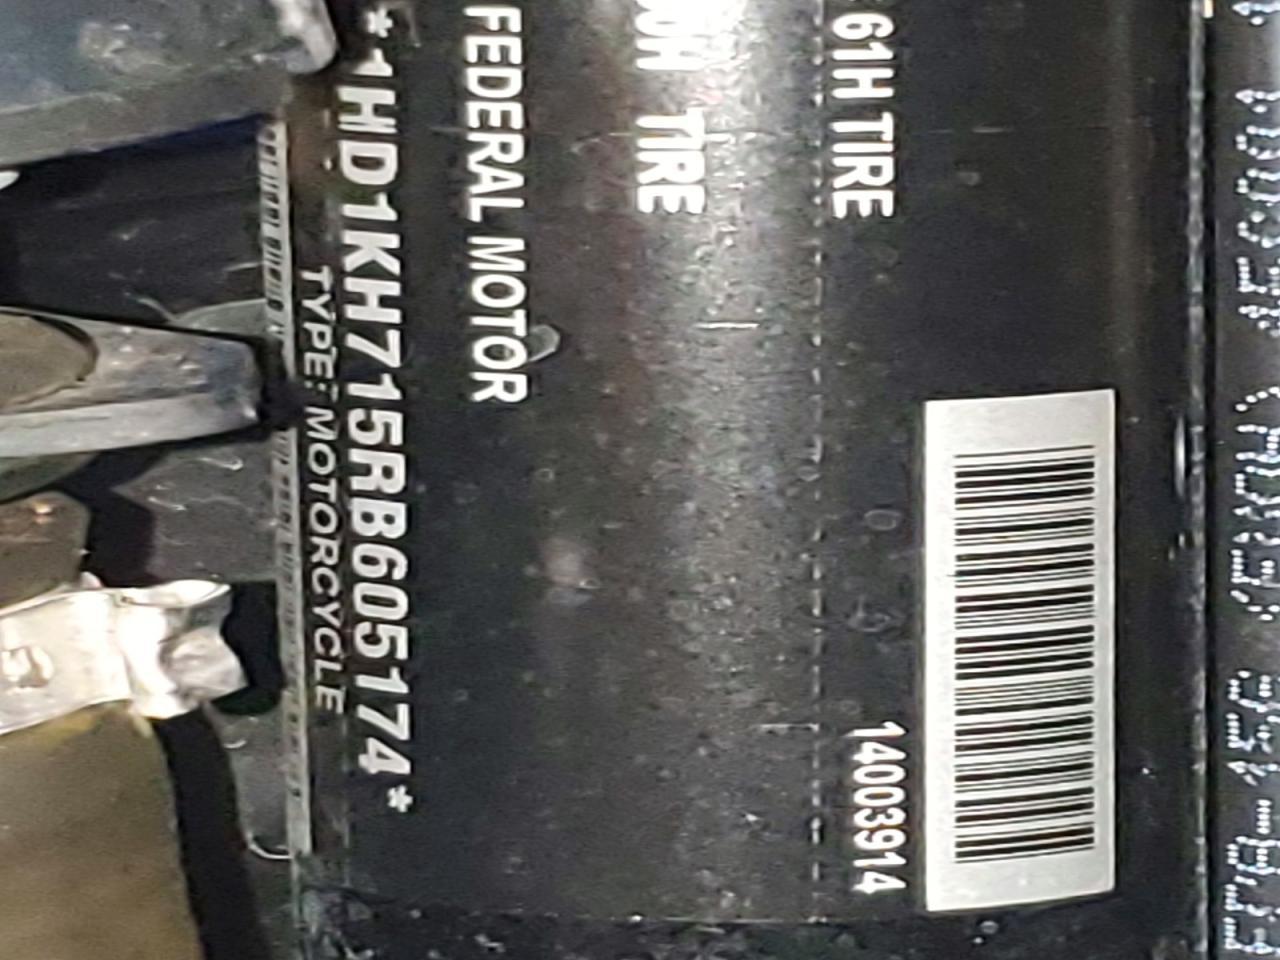 61H TIRE 14003914
TIRE
FEDERAL MOTOR
*1HD1KH715RB605174*
TYPE: MOTORCYCLE